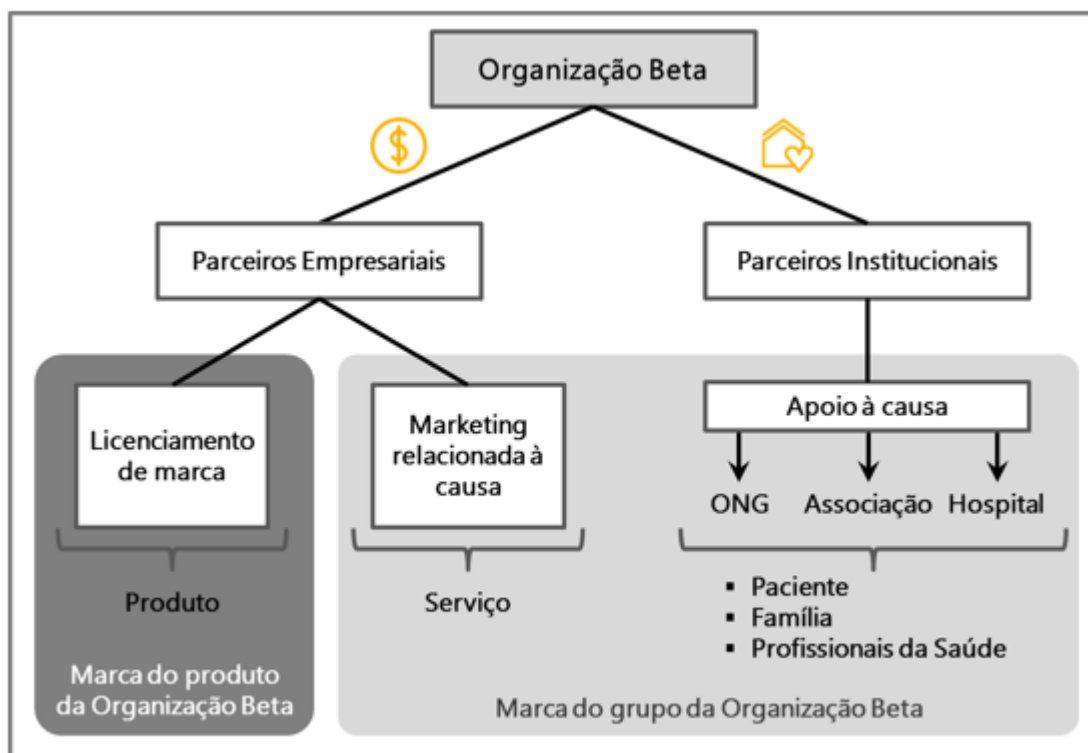 Organização Beta
$
Parceiros Empresariais
Parceiros Institucionais
Licenciamento
de marca
Marketing
relacionada à
causa
Apoio à causa
ONG
Associação
Hospital
Produto
Serviço
▪ Paciente
▪ Família
▪ Profissionais da Saúde
Marca do produto
da Organização Beta
Marca do grupo da Organização Beta